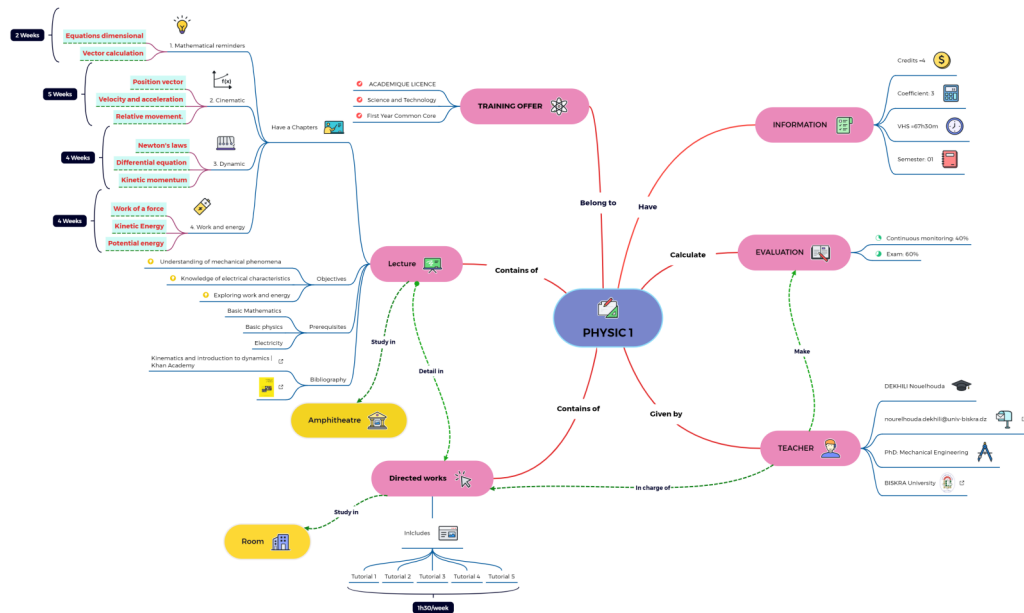 2 Weeks
Equations dimensional
Vector calculation
1. Mathematical reminders
5 Weeks
Position vector
Velocity and acceleration
Relative movement.
f(x)
2. Cinematic
4 Weeks
Newton's laws
Differential equation
Kinetic momentum
3. Dynamic
4 Weeks
Work of a force
Kinetic Energy
Potential energy
4. Work and energy
Have a Chapters
ACADEMIQUE LICENCE
Science and Technology
First Year Common Core
TRAINING OFFER
Belong to
Have
INFORMATION
Credits =4
Coefficient: 3
VHS =67h30m
Semester: 01
Calculate
EVALUATION
Continuous monitoring: 40%
Exam: 60%
Make
Lecture
Contains of
PHYSIC 1
Understanding of mechanical phenomena
Knowledge of electrical characteristics
Exploring work and energy
Objectives
Basic Mathematics
Basic physics
Electricity
Prerequisites
Kinematics and introduction to dynamics |
Khan Academy
Bibliography
Study in
Detail in
Amphitheatre
Contains of
Given by
TEACHER
DEKHILI Nouelhouda
nourelhouda.dekhili@univ-biskra.dz
PhD: Mechanical Engineering
BISKRA University
In charge of
Directed works
Study in
Room
Inlcludes
Tutorial 1
Tutorial 2
Tutorial 3
Tutorial 4
Tutorial 5
1h30/week